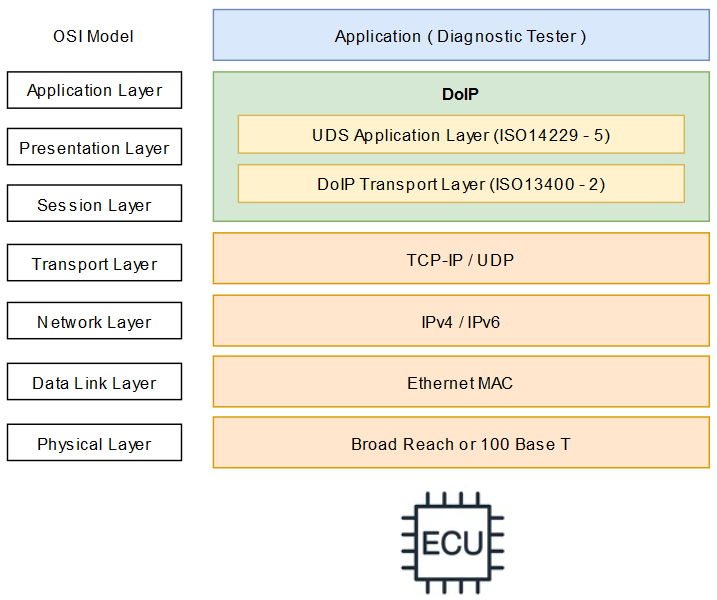 OSI Model
Application ( Diagnostic Tester )
Application Layer
DoIP
Presentation Layer
UDS Application Layer (ISO14229 - 5)
Session Layer
DoIP Transport Layer (ISO13400 - 2)
Transport Layer
TCP-IP / UDP
Network Layer
IPv4 / IPv6
Data Link Layer
Ethernet MAC
Physical Layer
Broad Reach or 100 Base T
ECU